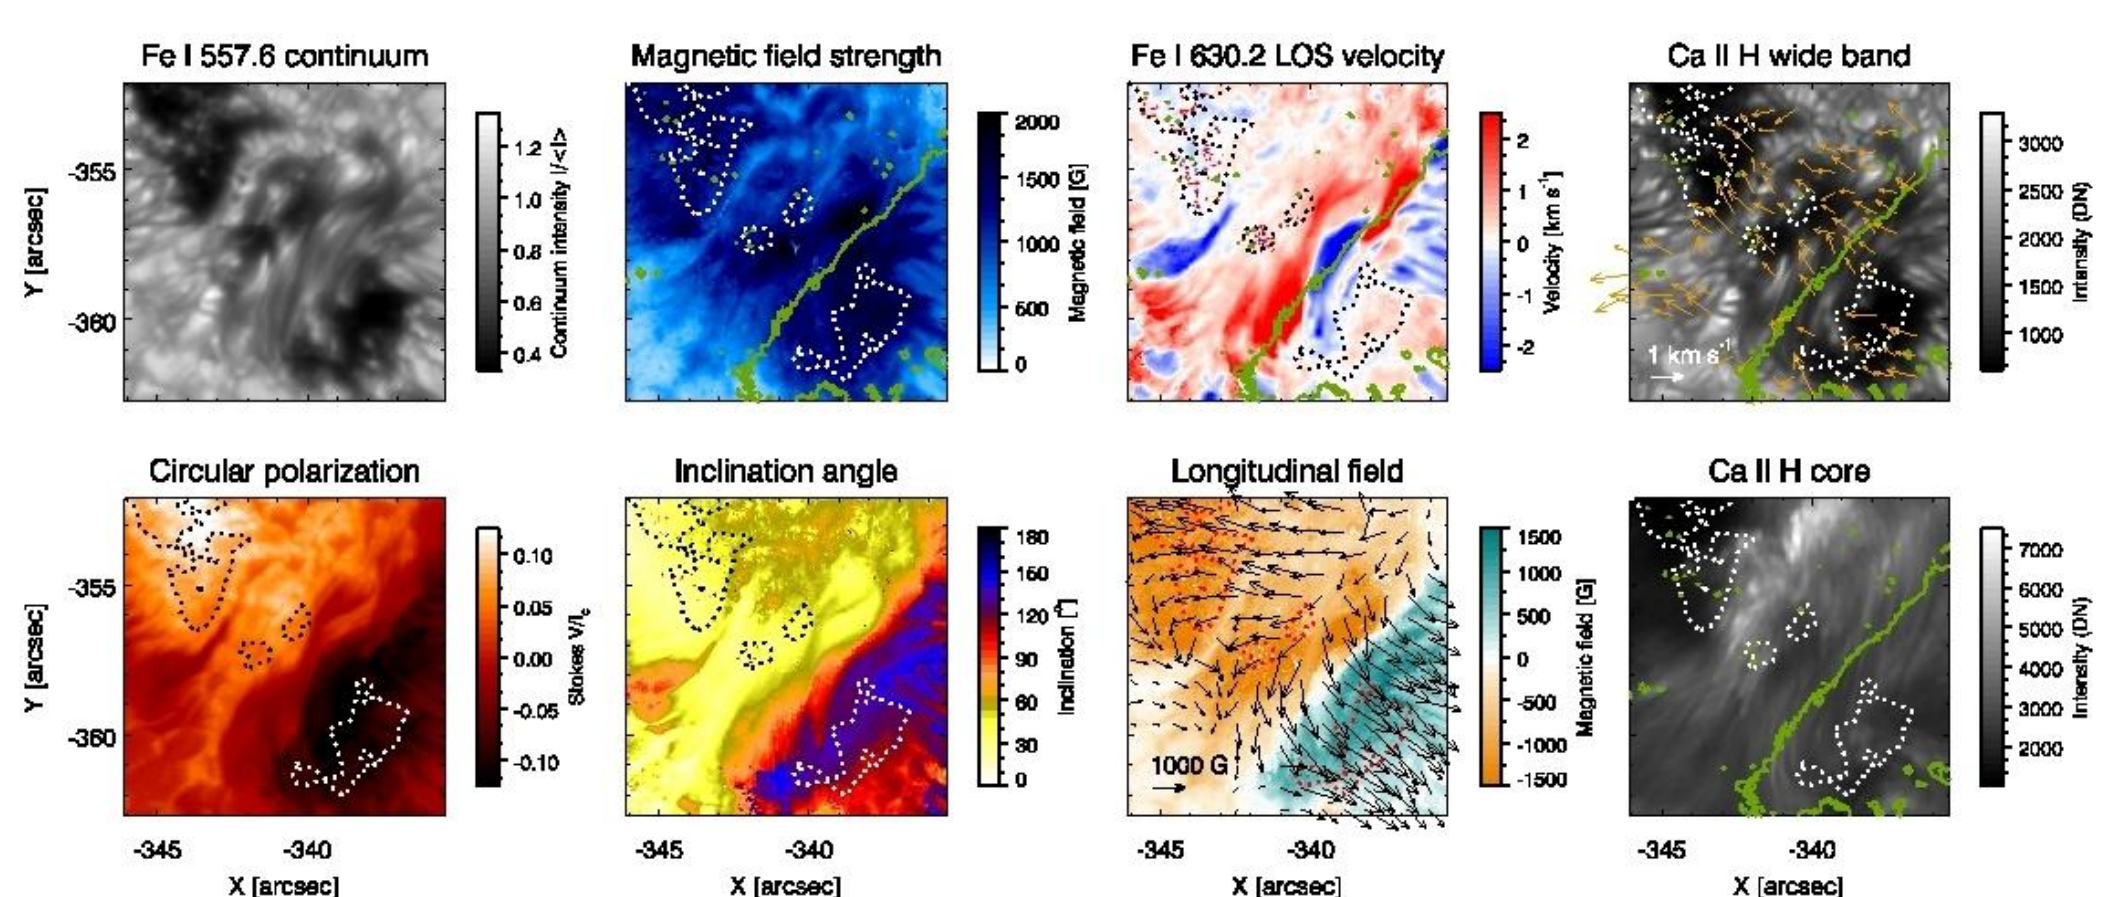 Fe I 557.6 continuum
Magnetic field strength
Fe I 630.2 LOS velocity
Ca II H wide band
Y [arcsec]
-355
-360
1.2
1.0
0.8
0.6
0.4
Continuum intensity I/<I>
2000
1500
1000
600
0
Magnetic field [G]
2
1
0
-1
-2
Velocity [km s⁻¹]
1 km s⁻¹
3000
2500
2000
1500
1000
Intensity (DN)
Circular polarization
Inclination angle
Longitudinal field
Ca II H core
Y [arcsec]
-355
-360
0.10
0.05
0.00
-0.05
-0.10
Stokes V/Ic
180
160
120
90
60
30
0
Inclination [°]
1000 G
1500
1000
500
0
-500
-1000
-1500
Magnetic field [G]
7000
6000
5000
4000
3000
2000
Intensity (DN)
-345 -340
-345 -340
-345 -340
-345 -340
X [arcsec]
X [arcsec]
X [arcsec]
X [arcsec]